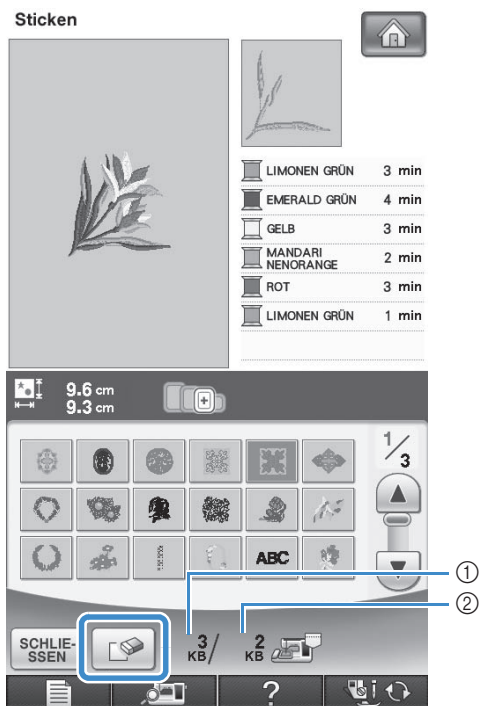 Sticken
LIMONEN GRÜN 3 min
EMERALD GRÜN 4 min
GELB 3 min
MANDARI
NENORANGE 2 min
ROT 3 min
LIMONEN GRÜN 1 min
9.6 cm
9.3 cm
1/3
ABC
①
②
SCHLIE-
SSEN
3
KB/
2
KB
?